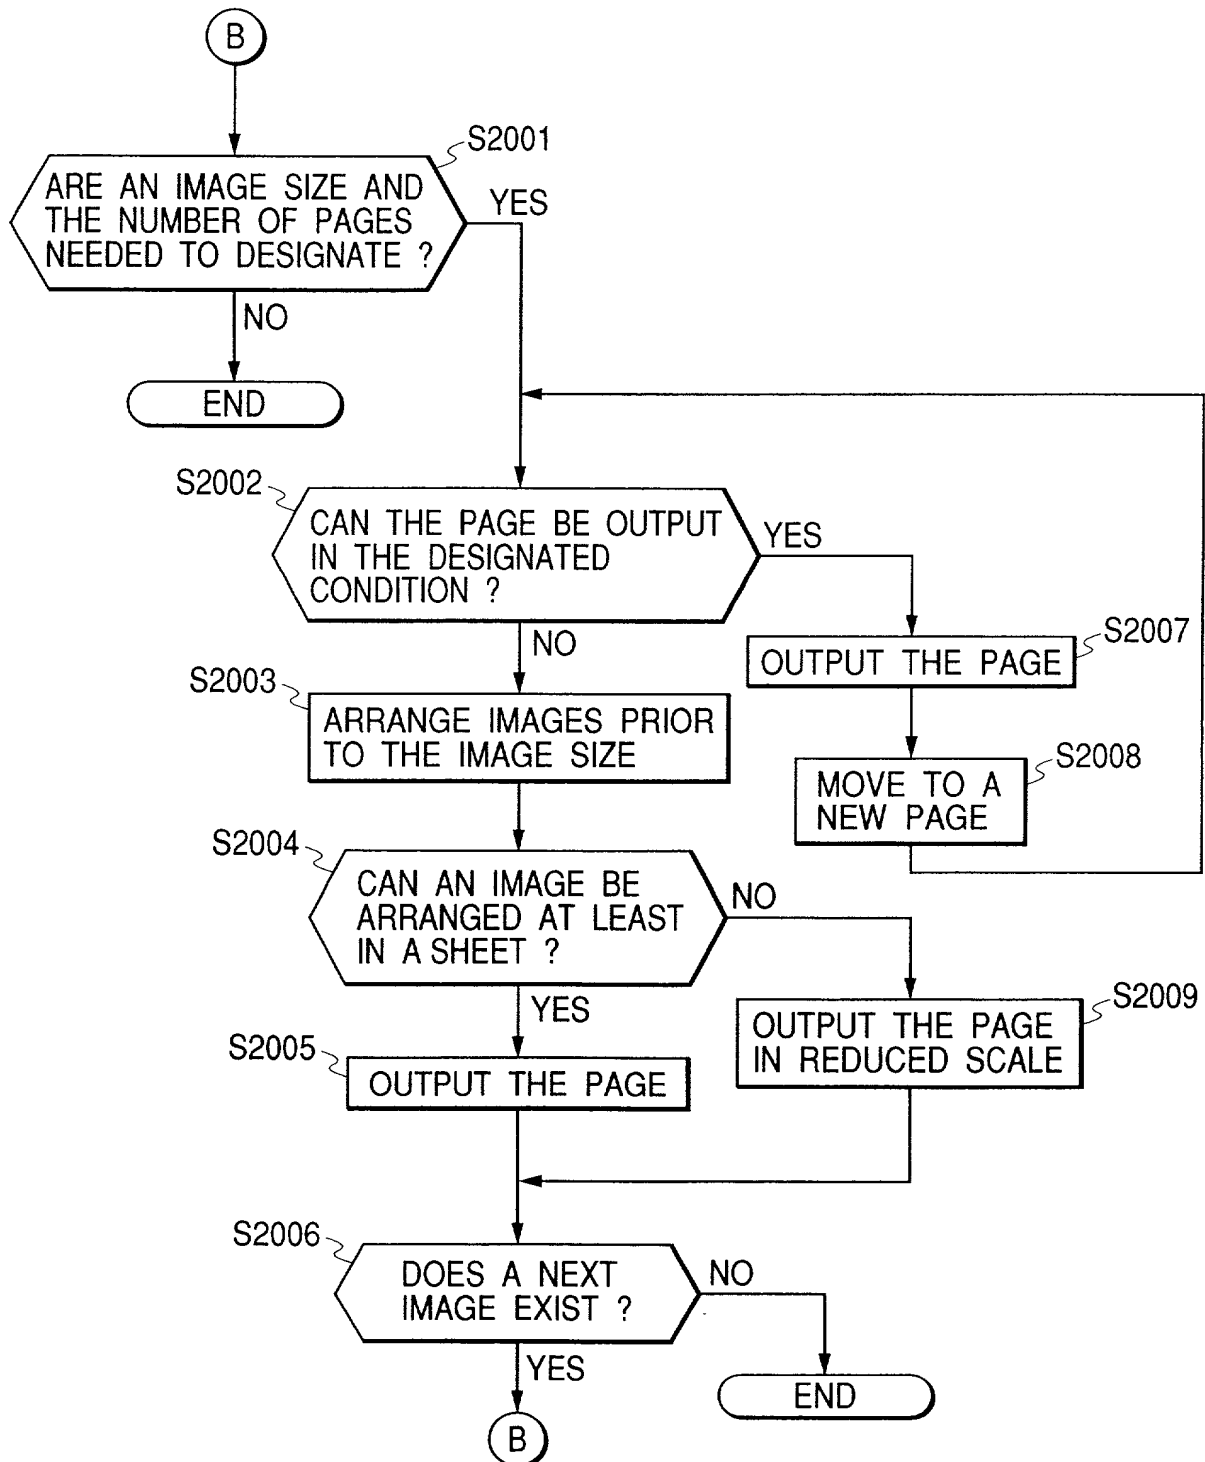 B
S2001
ARE AN IMAGE SIZE AND
THE NUMBER OF PAGES
NEEDED TO DESIGNATE ?
YES
NO
END
S2002
CAN THE PAGE BE OUTPUT
IN THE DESIGNATED
CONDITION ?
YES
NO
S2007
OUTPUT THE PAGE
S2003
ARRANGE IMAGES PRIOR
TO THE IMAGE SIZE
S2008
MOVE TO A
NEW PAGE
S2004
CAN AN IMAGE BE
ARRANGED AT LEAST
IN A SHEET ?
NO
YES
S2009
OUTPUT THE PAGE
IN REDUCED SCALE
S2005
OUTPUT THE PAGE
S2006
DOES A NEXT
IMAGE EXIST ?
NO
YES
END
B